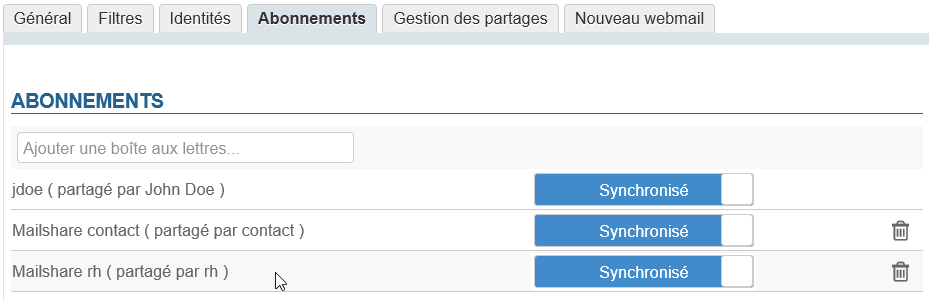 Général Filtres Identités Abonnements Gestion des partages Nouveau webmail
ABONNEMENTS
Ajouter une boîte aux lettres...
jdoe ( partagé par John Doe ) Synchronisé
Mailshare contact ( partagé par contact ) Synchronisé
Mailshare rh ( partagé par rh ) Synchronisé